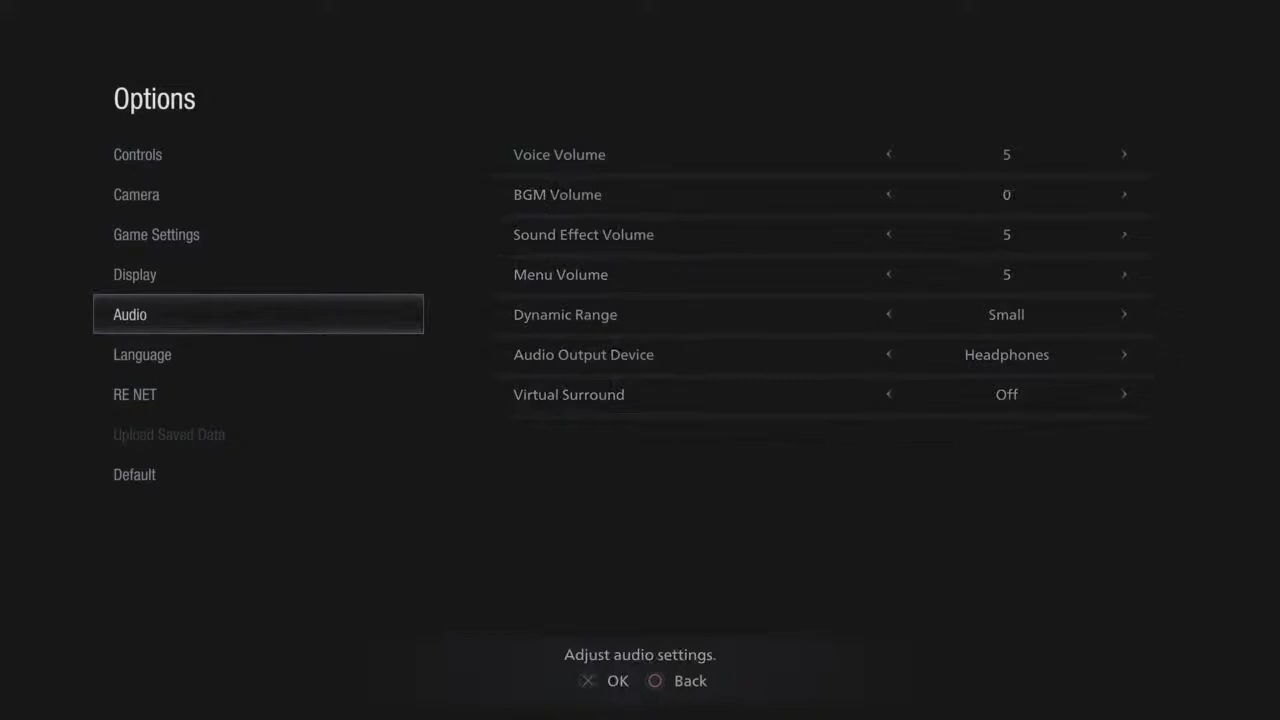 Options
Controls
Camera
Game Settings
Display
Audio
Language
RE NET
Upload Saved Data
Default
Voice Volume 5
BGM Volume 0
Sound Effect Volume 5
Menu Volume 5
Dynamic Range Small
Audio Output Device Headphones
Virtual Surround Off
Adjust audio settings.
OK Back